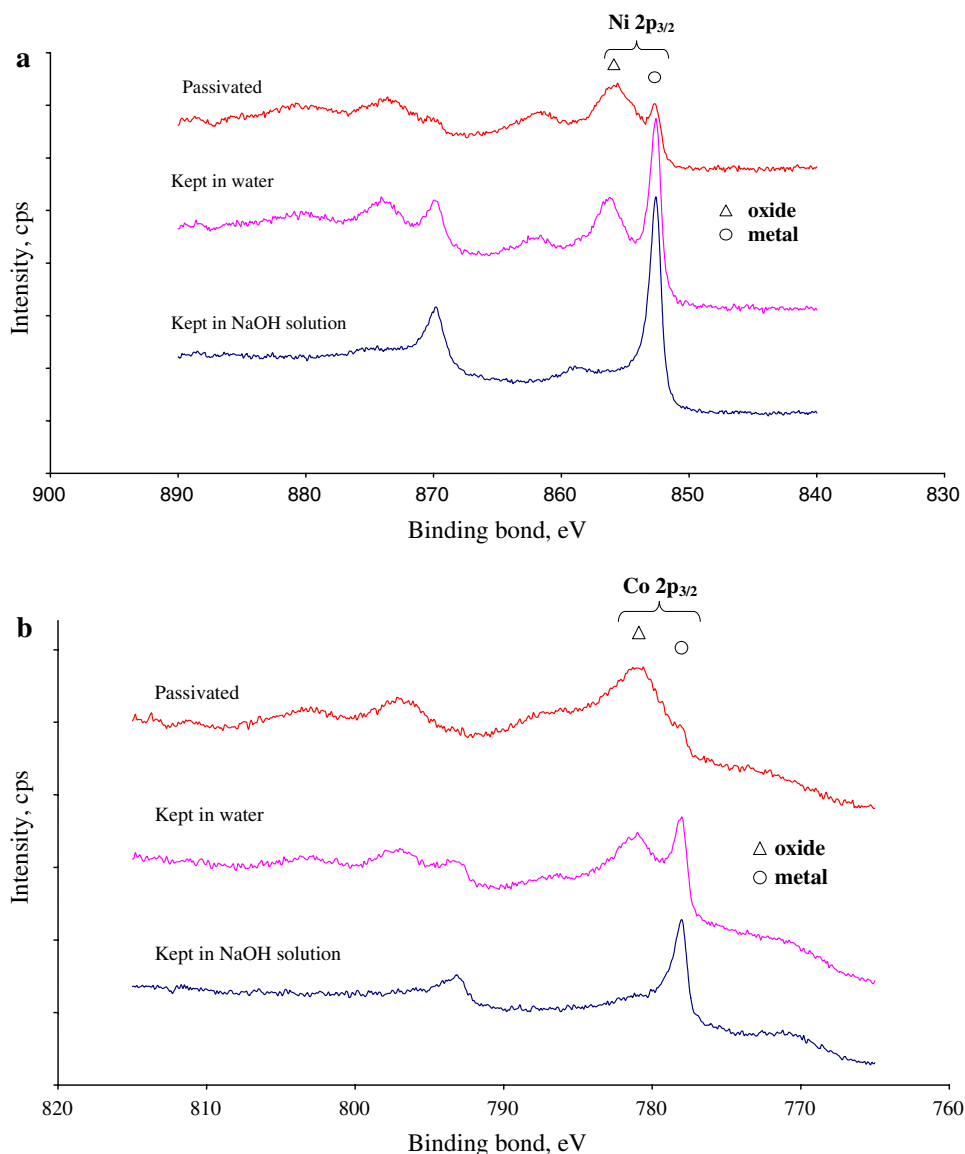 a
Ni 2p3/2
Passivated
Kept in water
oxide
metal
Kept in NaOH solution
Intensity, cps
900 890 880 870 860 850 840 830
Binding bond, eV
b
Co 2p3/2
Passivated
Kept in water
oxide
metal
Kept in NaOH solution
Intensity, cps
820 810 800 790 780 770 760
Binding bond, eV